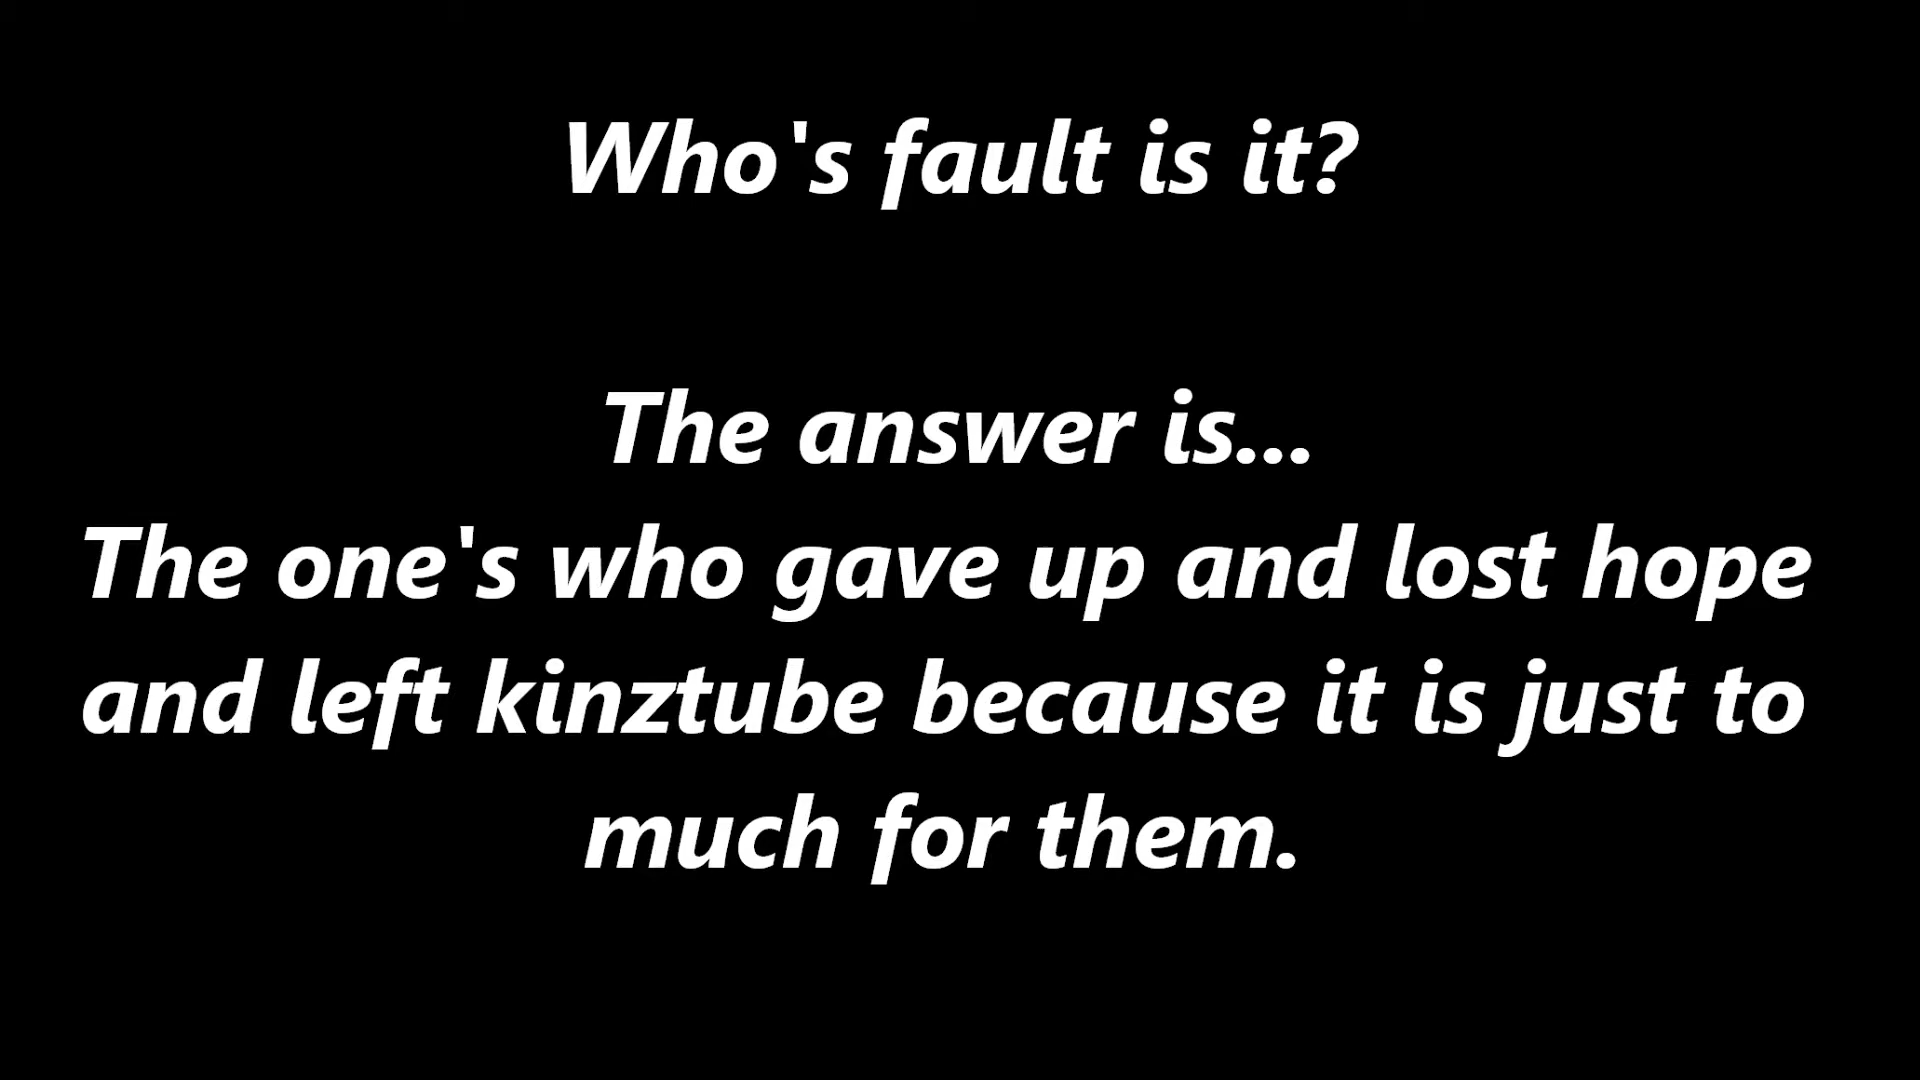 Who's fault is it?
The answer is...
The one's who gave up and lost hope
and left kinztube because it is just to
much for them.